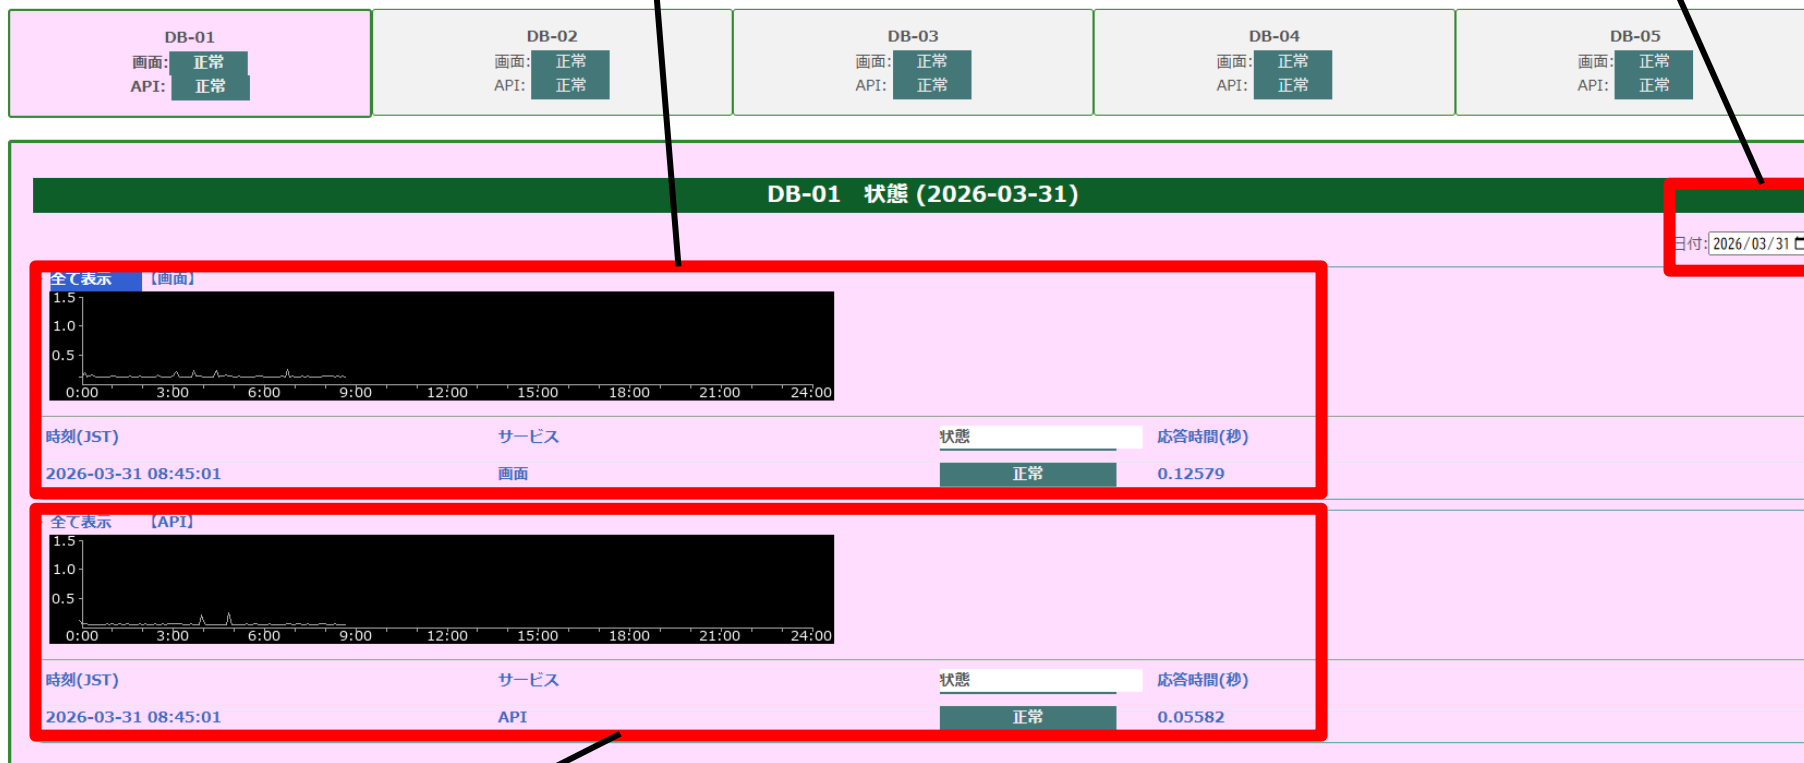 DB-01 DB-02 DB-03 DB-04 DB-05
画面: 正常 画面: 正常 画面: 正常 画面: 正常 画面: 正常
API: 正常 API: 正常 API: 正常 API: 正常 API: 正常
DB-01 状態 (2026-03-31)
日付: 2026/03/31
全て表示 【画面】
1.5
1.0
0.5
0:00 3:00 6:00 9:00 12:00 15:00 18:00 21:00 24:00
時刻(JST) サービス 状態 応答時間(秒)
2026-03-31 08:45:01 画面 正常 0.12579
全て表示 【API】
1.5
1.0
0.5
0:00 3:00 6:00 9:00 12:00 15:00 18:00 21:00 24:00
時刻(JST) サービス 状態 応答時間(秒)
2026-03-31 08:45:01 API 正常 0.05582